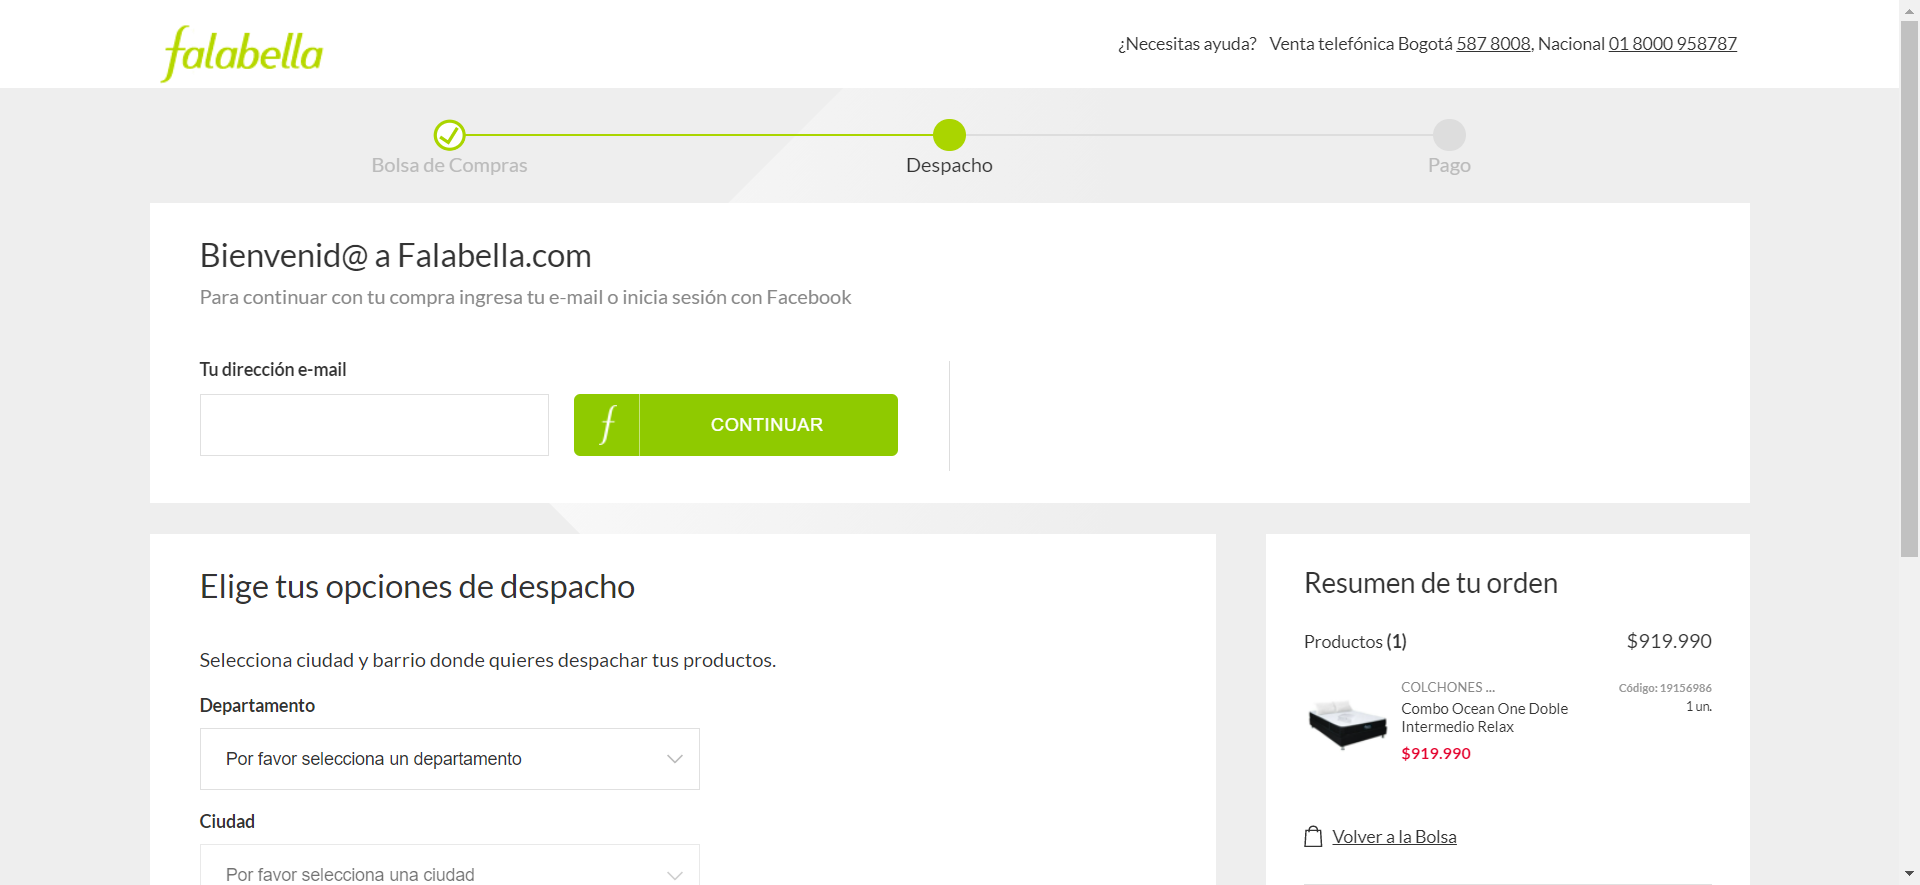 falabella
¿Necesitas ayuda? Venta telefónica Bogotá 587 8008, Nacional 01 8000 958787
Bolsa de Compras
Despacho
Pago
Bienvenid@ a Falabella.com
Para continuar con tu compra ingresa tu e-mail o inicia sesión con Facebook
Tu dirección e-mail
f CONTINUAR
Elige tus opciones de despacho
Selecciona ciudad y barrio donde quieres despachar tus productos.
Departamento
Por favor selecciona un departamento
Ciudad
Por favor selecciona una ciudad
Resumen de tu orden
Productos (1) $919.990
COLCHONES ... Código: 19156986
Combo Ocean One Doble 1 un.
Intermedio Relax
$919.990
Volver a la Bolsa